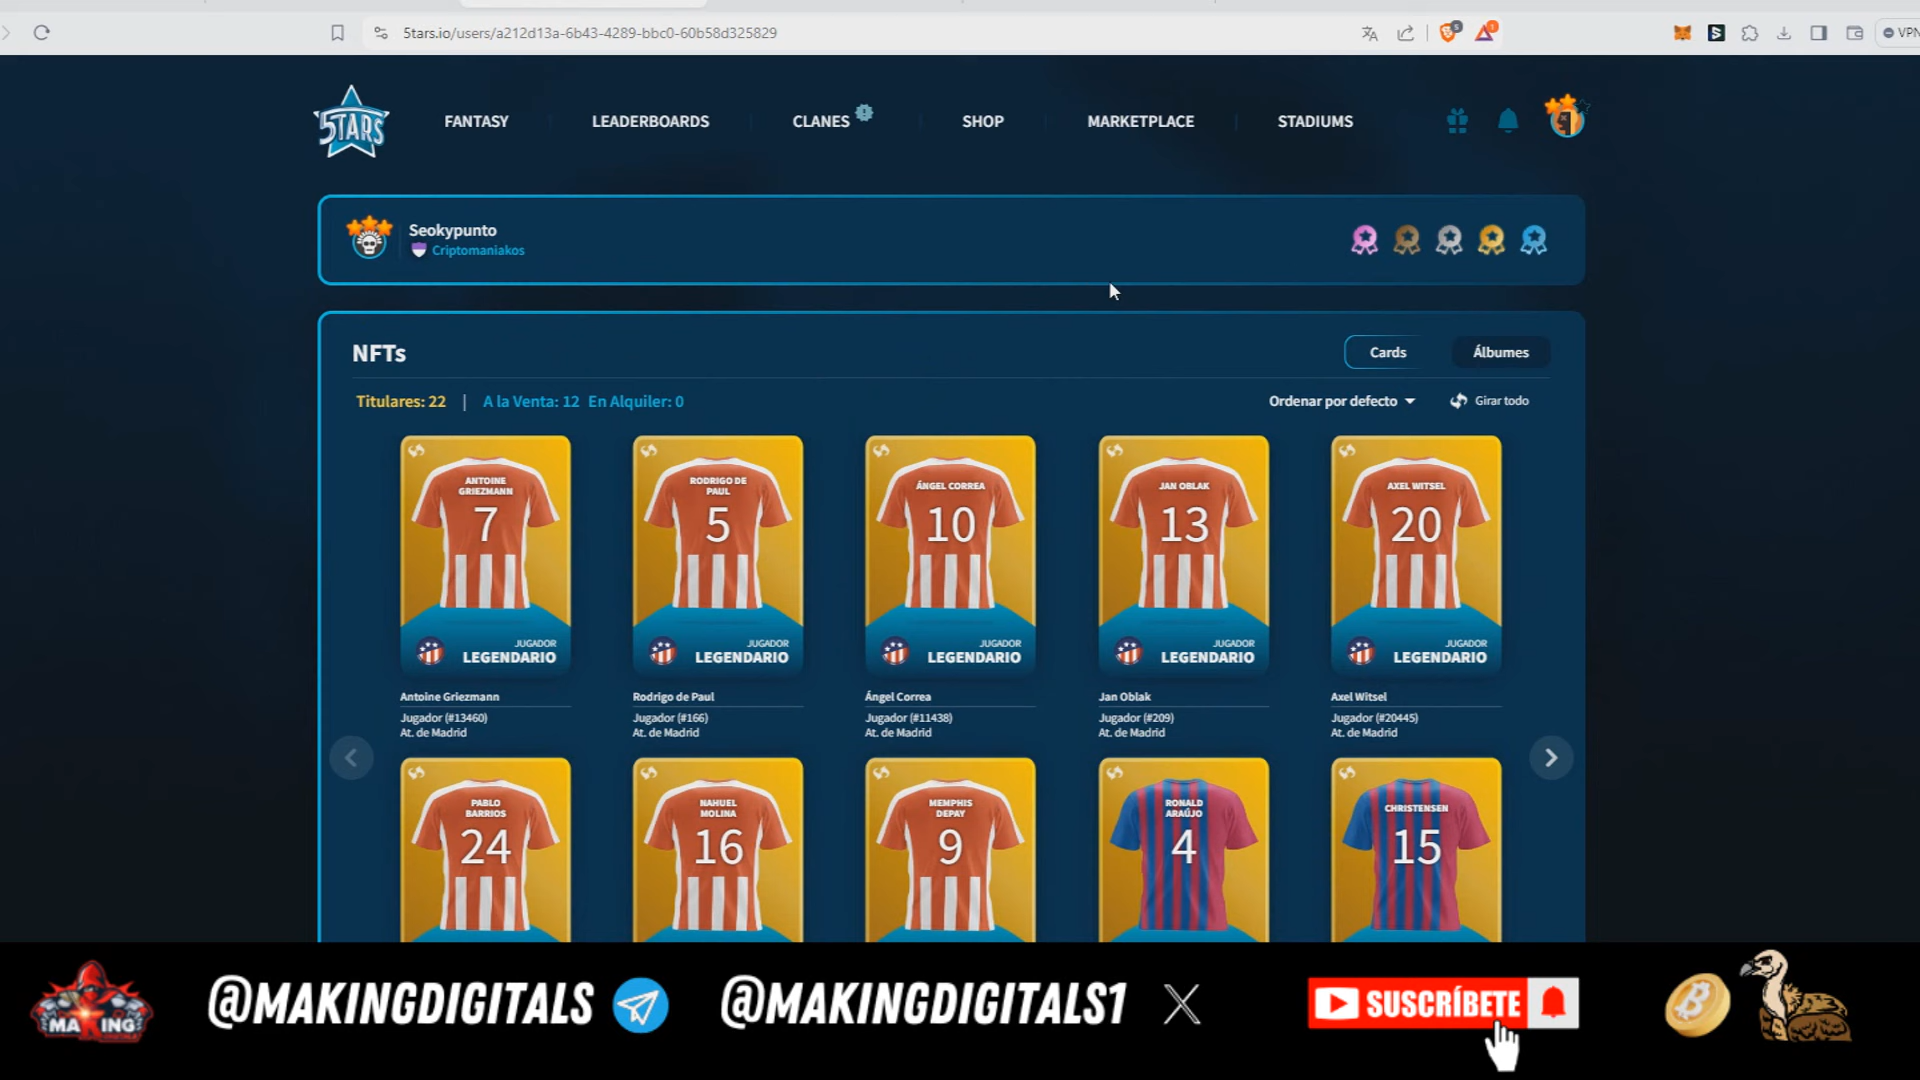 5tars.io/users/a212d13a-6b43-4289-bbc0-60b58d325829
5
1
VPN
5TARS
FANTASY
LEADERBOARDS
CLANES
SHOP
MARKETPLACE
STADIUMS
Seokypunto
Criptomaniakos
NFTs
Cards
Álbumes
Titulares: 22 | A la Venta: 12 En Alquiler: 0
Ordenar por defecto
Girar todo
ANTOINE
GRIEZMANN
7
JUGADOR
LEGENDARIO
Antoine Griezmann
Jugador (#13460)
At. de Madrid
RODRIGO DE
PAUL
5
JUGADOR
LEGENDARIO
Rodrigo de Paul
Jugador (#166)
At. de Madrid
ÁNGEL CORREA
10
JUGADOR
LEGENDARIO
Ángel Correa
Jugador (#11438)
At. de Madrid
JAN OBLAK
13
JUGADOR
LEGENDARIO
Jan Oblak
Jugador (#209)
At. de Madrid
AXEL WITSEL
20
JUGADOR
LEGENDARIO
Axel Witsel
Jugador (#20445)
At. de Madrid
PABLO
BARRIOS
24
NAHUEL
MOLINA
16
MEMPHIS
DEPAY
9
RONALD
ARAÚJO
4
CHRISTENSEN
15
MAKING
@MAKINGDIGITALS
@MAKINGDIGITALS1
SUSCRÍBETE